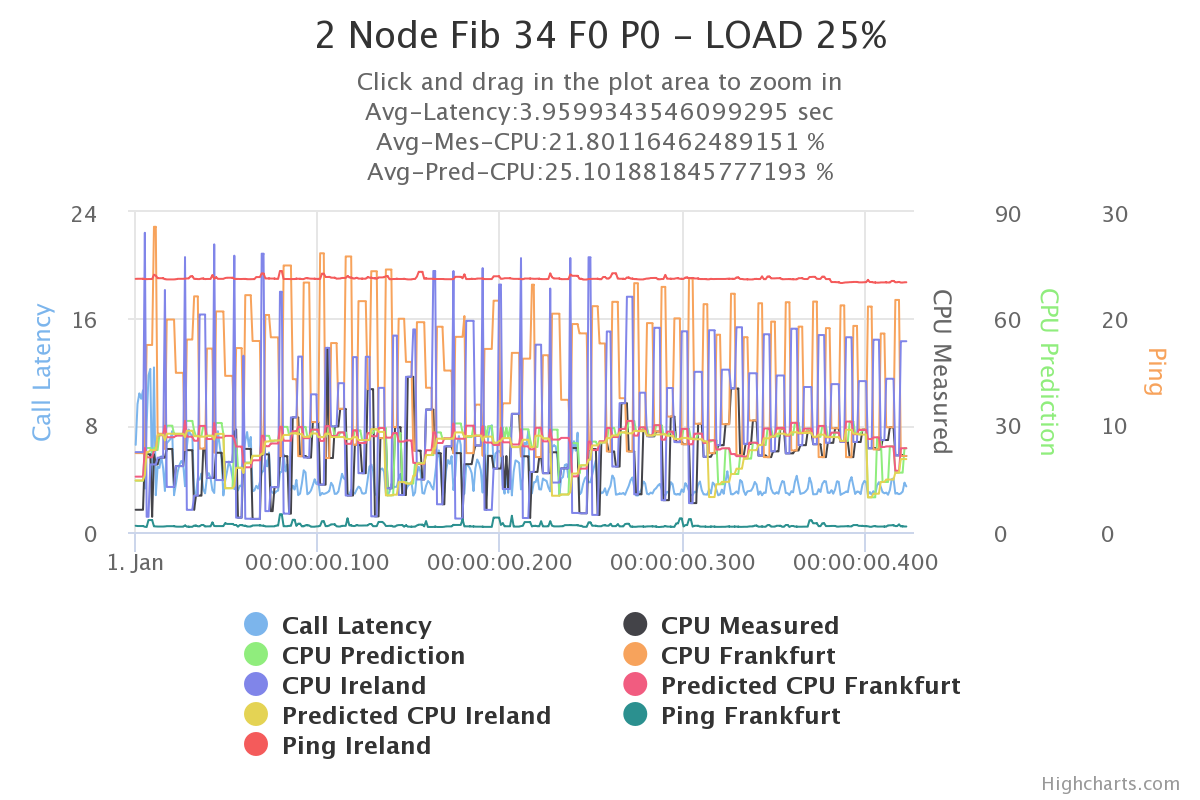 2 Node Fib 34 F0 P0 - LOAD 25%
Click and drag in the plot area to zoom in
Avg-Latency:3.9599343546099295 sec
Avg-Mes-CPU:21.80116462489151 %
Avg-Pred-CPU:25.101881845777193 %
24
16
8
0
Call Latency
90
60
30
0
CPU Measured
CPU Prediction
30
20
10
0
Ping
1. Jan
00:00:00.100
00:00:00.200
00:00:00.300
00:00:00.400
Call Latency
CPU Measured
CPU Prediction
CPU Frankfurt
CPU Ireland
Predicted CPU Frankfurt
Predicted CPU Ireland
Ping Frankfurt
Ping Ireland
Highcharts.com